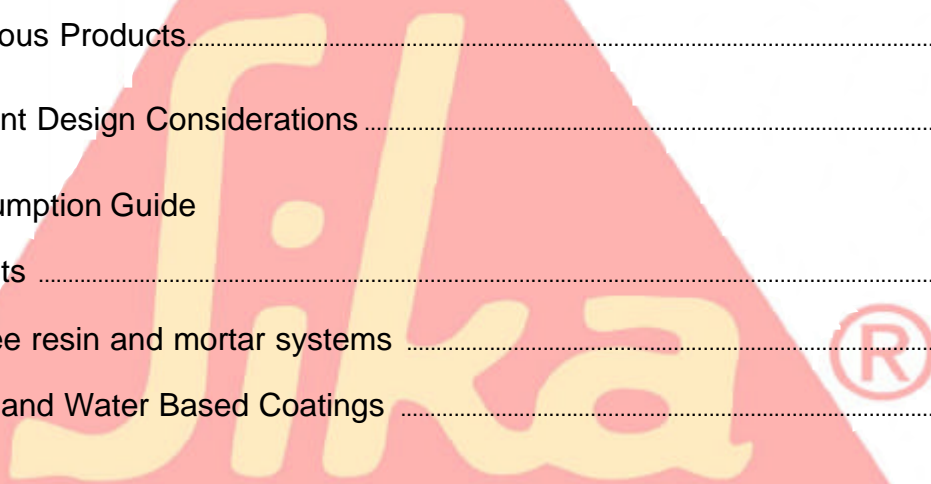 ous Products
nt Design Considerations
umption Guide
ts
ee resin and mortar systems
and Water Based Coatings
Sika ®